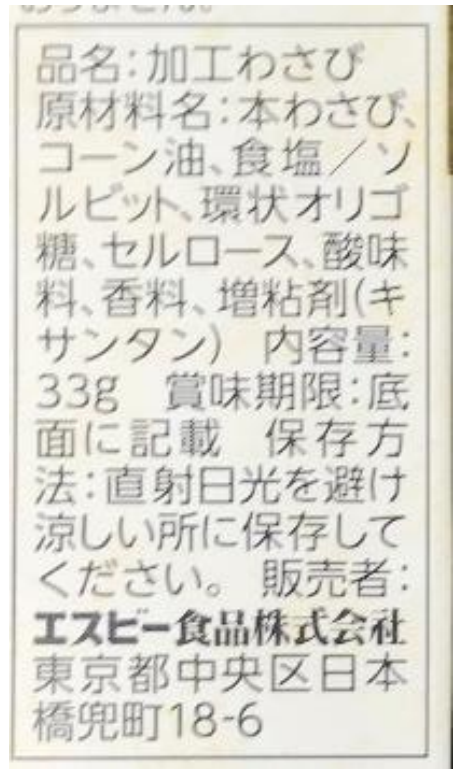 品名:加工わさび
原材料名:本わさび、
コーン油、食塩/ソ
ルビット、環状オリゴ
糖、セルロース、酸味
料、香料、増粘剤(キ
サンタン) 内容量:
33g 賞味期限:底
面に記載 保存方
法:直射日光を避け
涼しい所に保存して
ください。 販売者:
エスビー食品株式会社
東京都中央区日本
橋兜町18-6